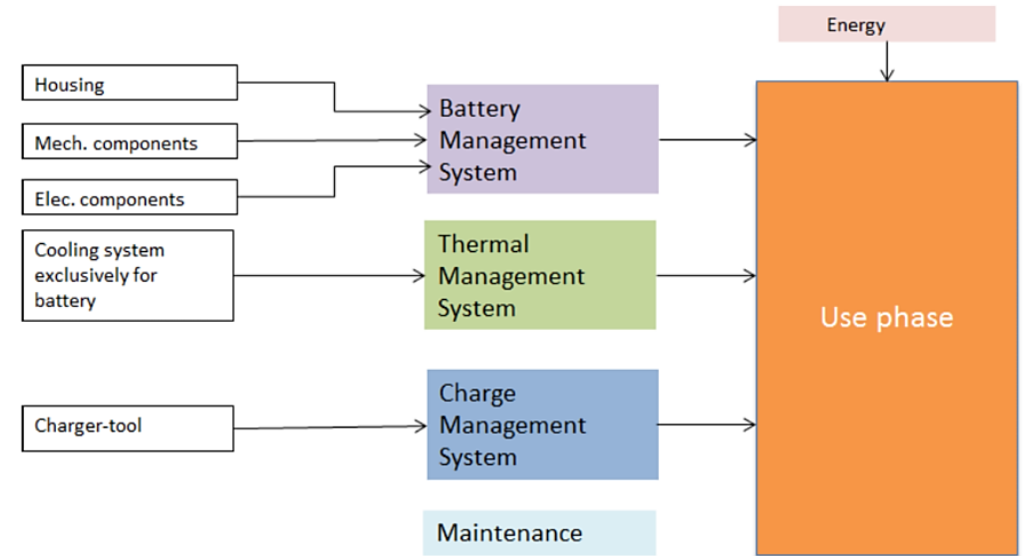 Energy
Housing
Mech. components
Elec. components
Cooling system
exclusively for
battery
Charger-tool
Battery
Management
System
Thermal
Management
System
Charge
Management
System
Maintenance
Use phase